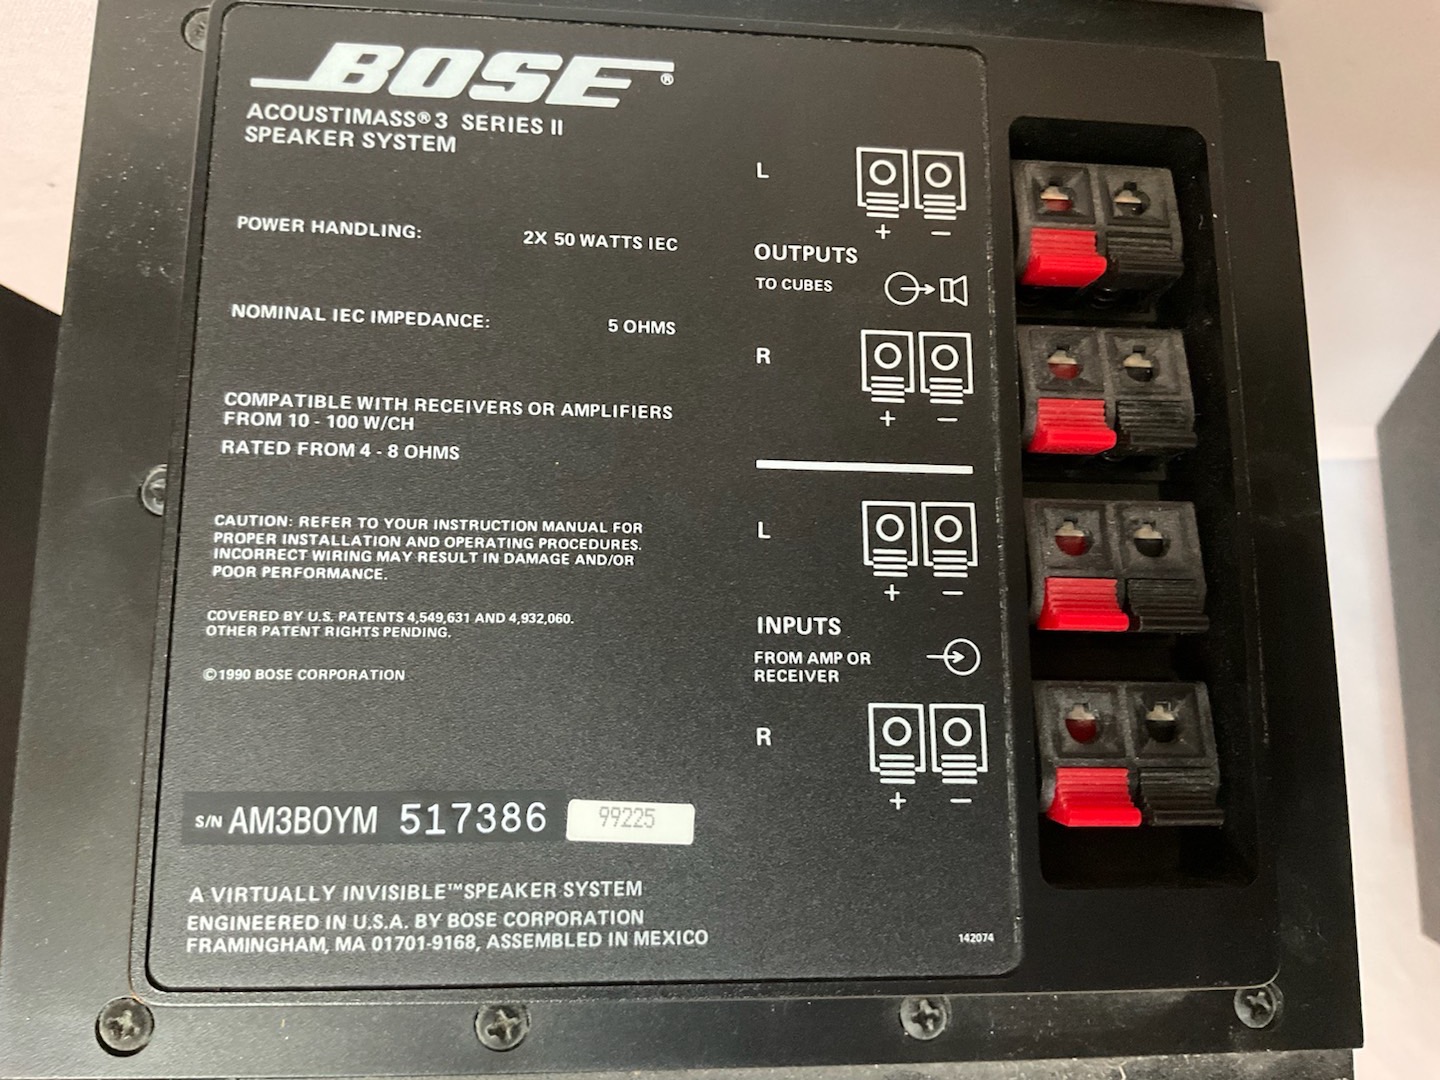 BOSE®
ACOUSTIMASS® 3 SERIES II
SPEAKER SYSTEM
POWER HANDLING: 2X 50 WATTS IEC
NOMINAL IEC IMPEDANCE: 5 OHMS
COMPATIBLE WITH RECEIVERS OR AMPLIFIERS
FROM 10 - 100 W/CH
RATED FROM 4 - 8 OHMS
CAUTION: REFER TO YOUR INSTRUCTION MANUAL FOR
PROPER INSTALLATION AND OPERATING PROCEDURES.
INCORRECT WIRING MAY RESULT IN DAMAGE AND/OR
POOR PERFORMANCE.
COVERED BY U.S. PATENTS 4,549,631 AND 4,932,060.
OTHER PATENT RIGHTS PENDING.
©1990 BOSE CORPORATION
S/N AM3BOYM 517386 99225
A VIRTUALLY INVISIBLE™ SPEAKER SYSTEM
ENGINEERED IN U.S.A. BY BOSE CORPORATION
FRAMINGHAM, MA 01701-9168, ASSEMBLED IN MEXICO
L
+ −
OUTPUTS
TO CUBES
R
+ −
L
+ −
INPUTS
FROM AMP OR
RECEIVER
R
+ −
142074